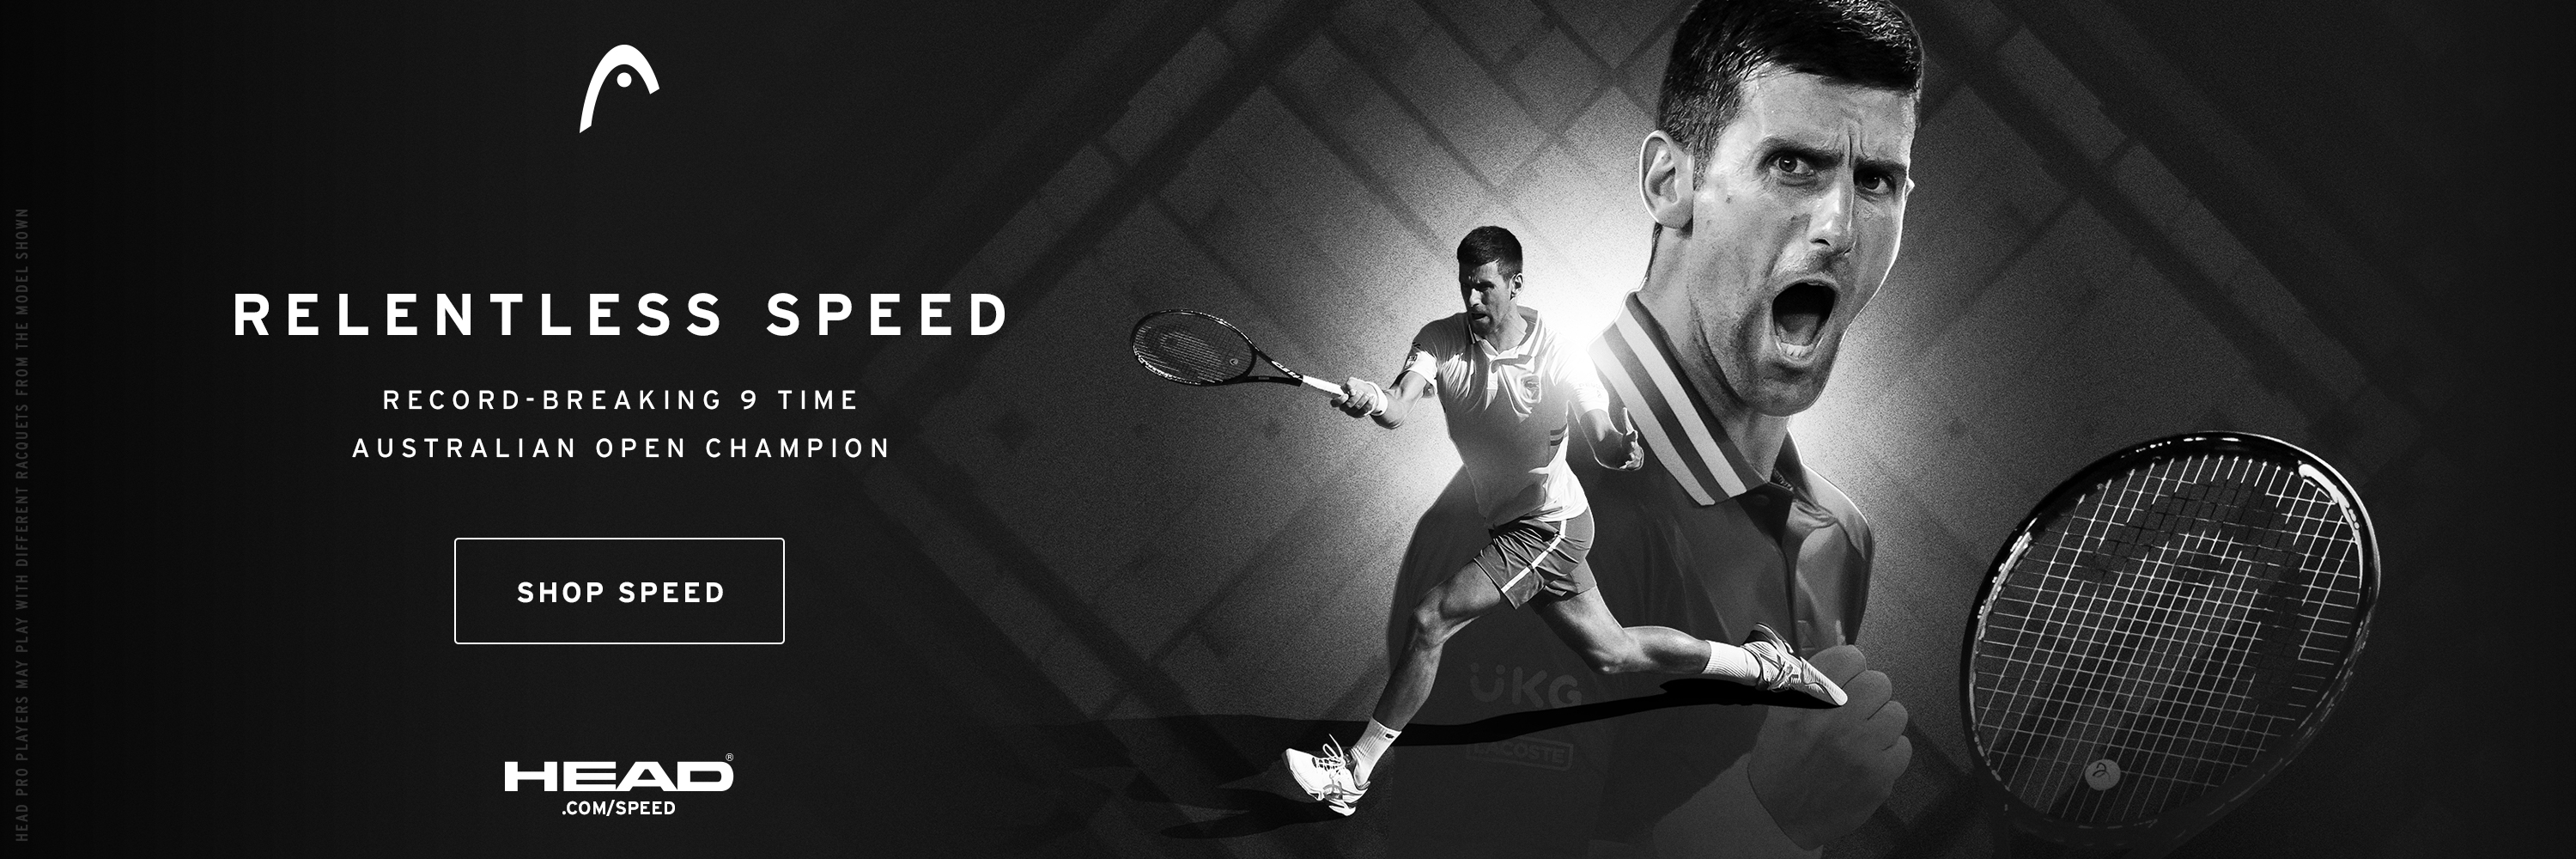 RELENTLESS SPEED
RECORD-BREAKING 9 TIME
AUSTRALIAN OPEN CHAMPION
SHOP SPEED
HEAD®
.COM/SPEED
HEAD PRO PLAYERS MAY PLAY WITH DIFFERENT RACQUETS FROM THE MODEL SHOWN
UKG
LACOSTE